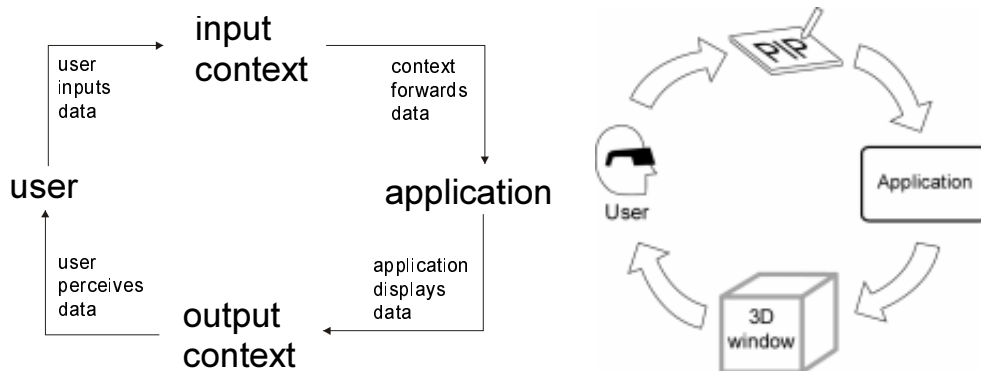 input
context
user
inputs
data
context
forwards
data
user
application
user
perceives
data
application
displays
data
output
context
PIP
User
Application
3D
window